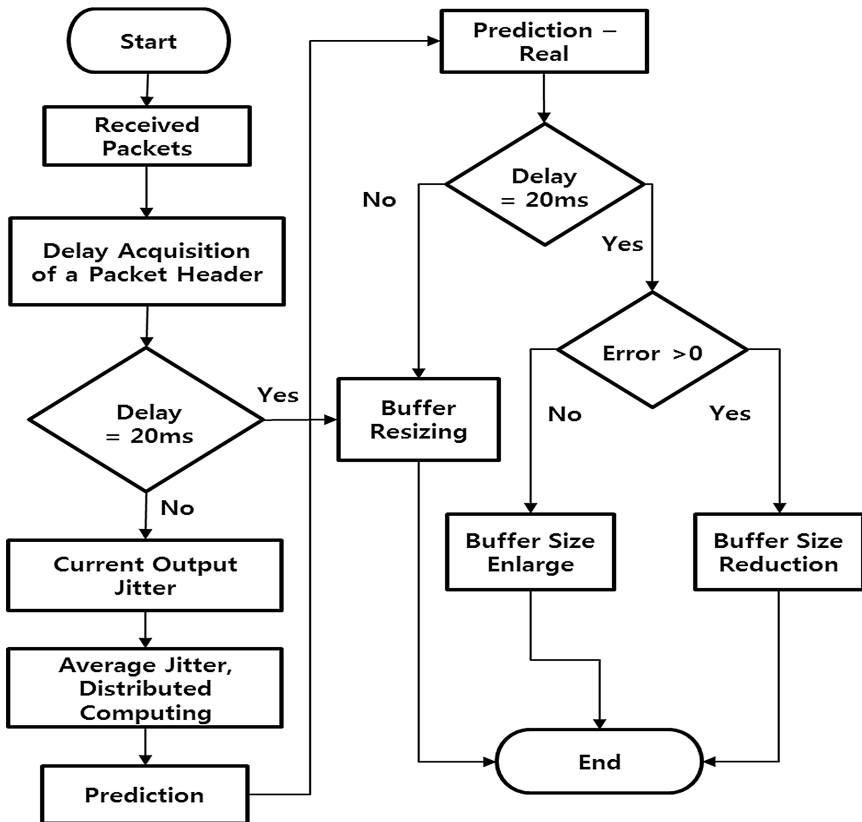 Start
Received
Packets
Delay Acquisition
of a Packet Header
Delay
= 20ms
Yes
No
Current Output
Jitter
Average Jitter,
Distributed
Computing
Prediction
Prediction –
Real
Delay
= 20ms
No
Yes
Buffer
Resizing
Error >0
No
Yes
Buffer Size
Enlarge
Buffer Size
Reduction
End